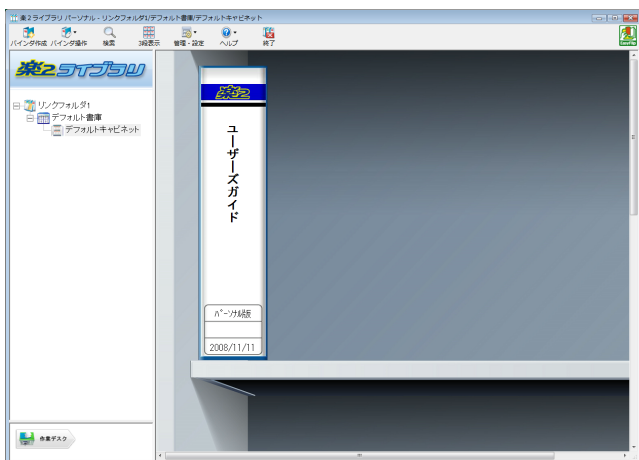 楽2ライブラリ パーソナル - リンクフォルダ1/デフォルト書庫/デフォルトキャビネット
バインダ作成 バインダ操作 検索 3段表示 管理・設定 ヘルプ 終了
EasyFlip
楽2ライブラリ
リンクフォルダ1
デフォルト書庫
デフォルトキャビネット
楽2
ユーザーズガイド
パーソナル版
2008/11/11
作業デスク